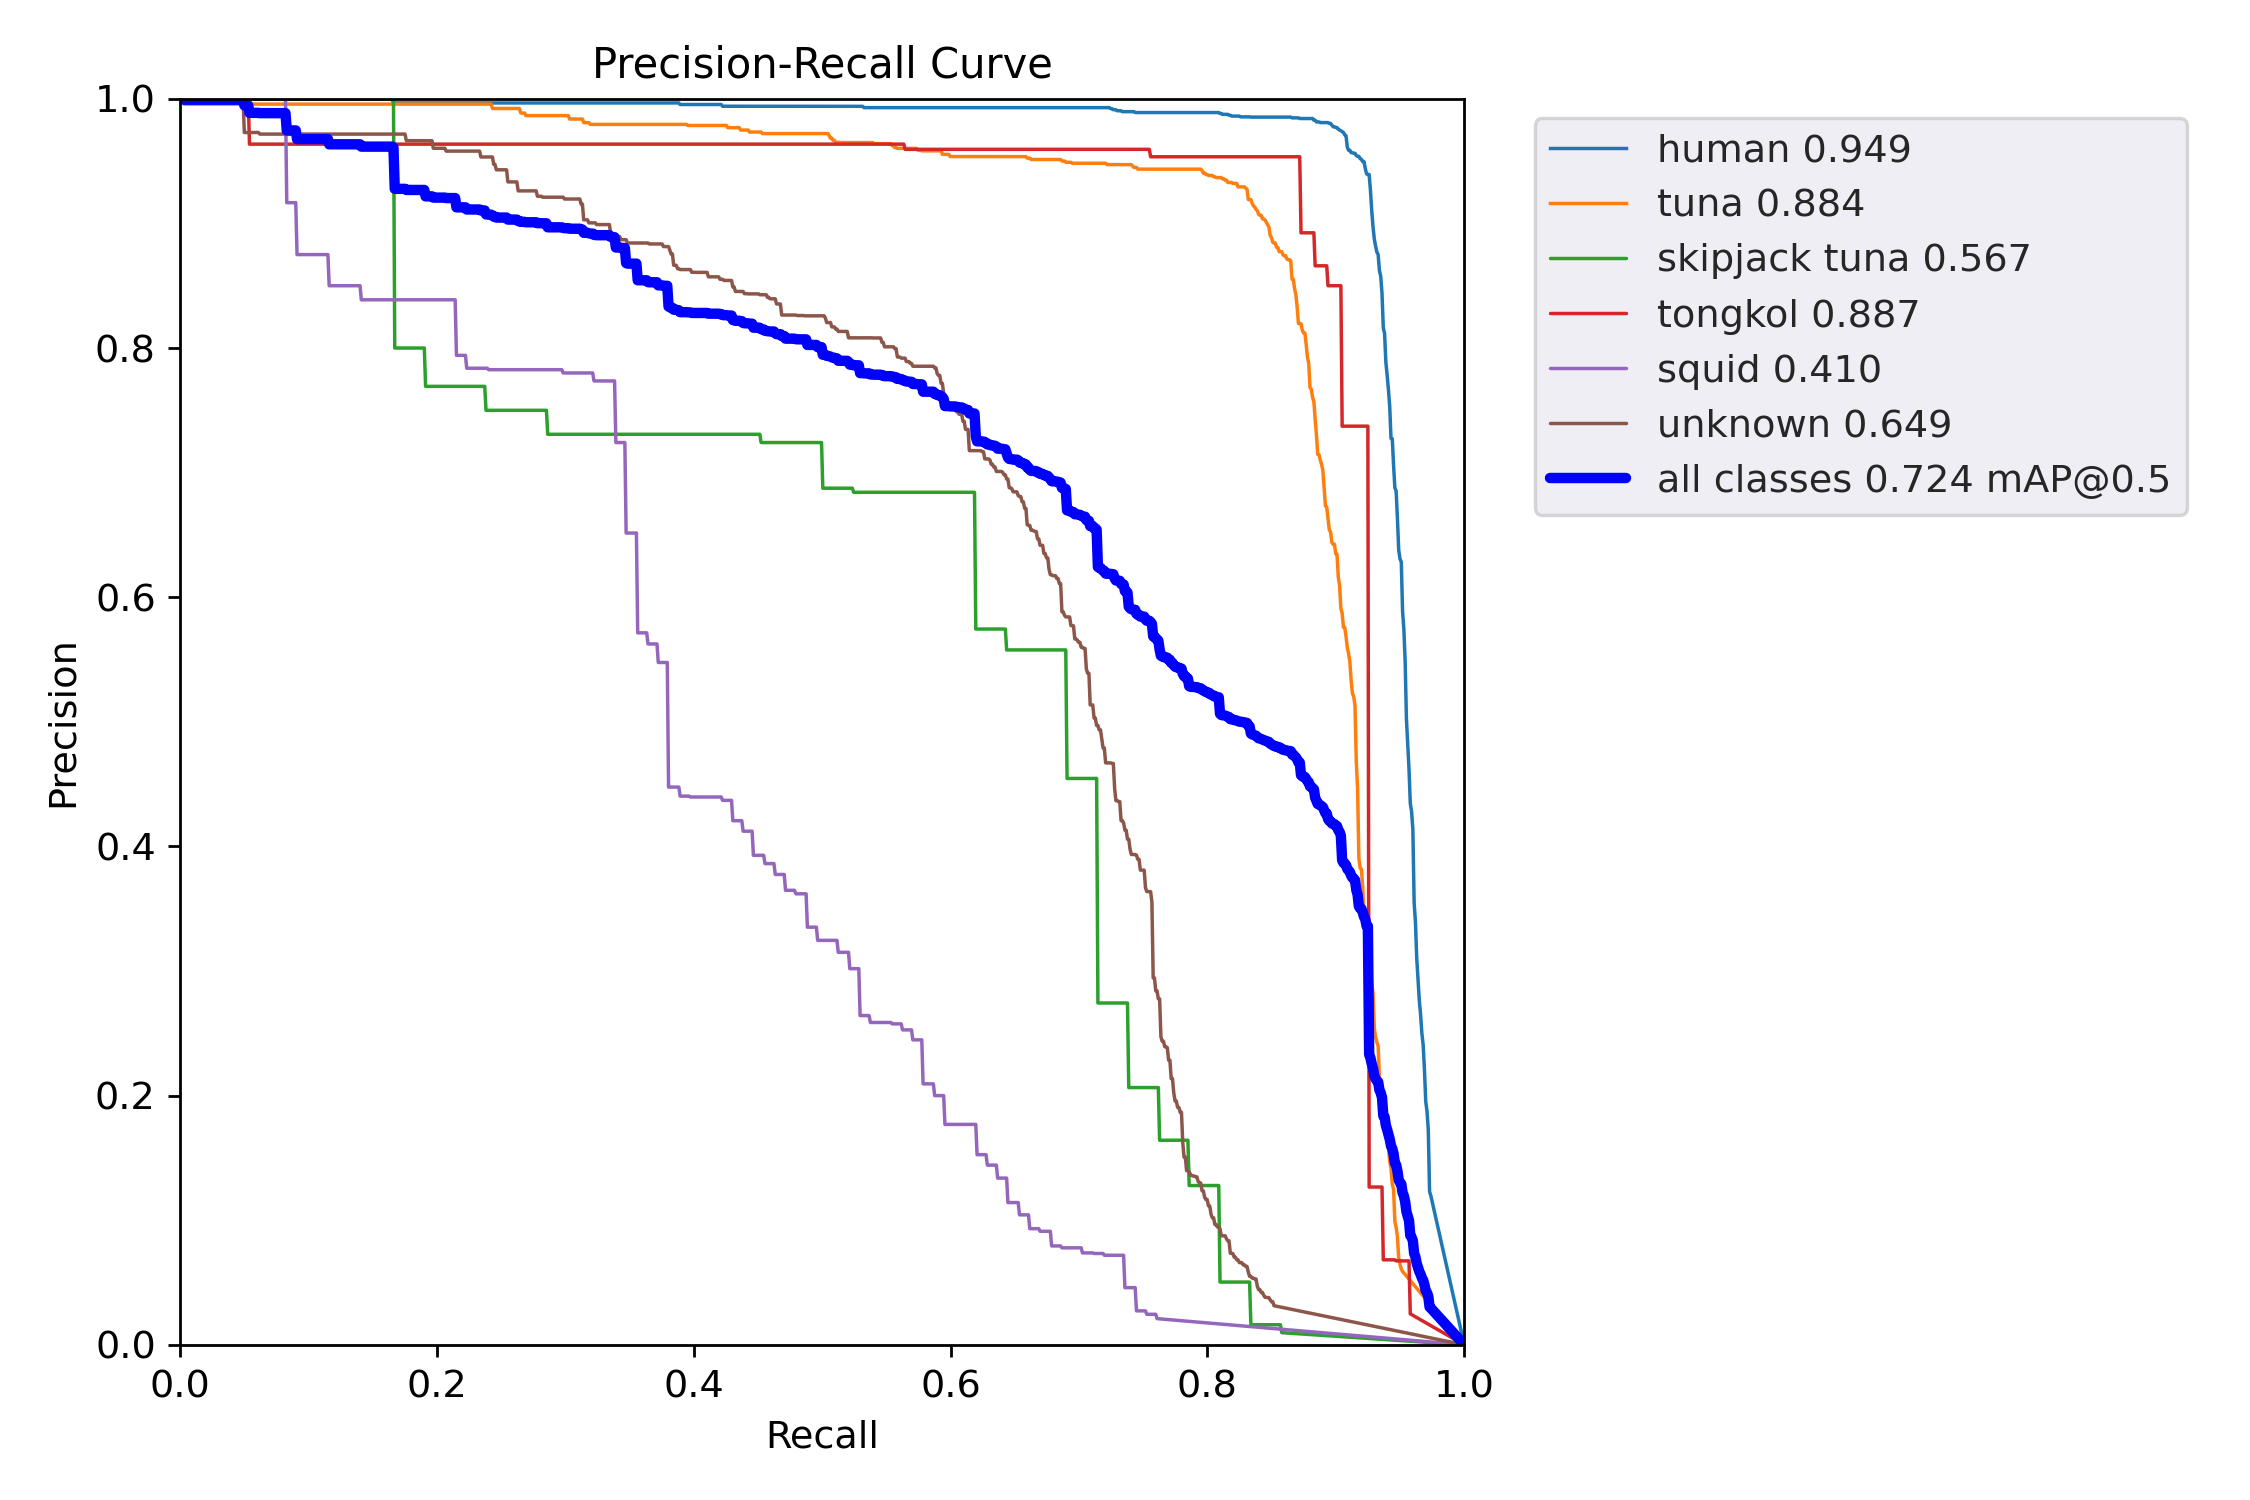 Precision-Recall Curve
1.0
0.8
0.6
0.4
0.2
0.0
Precision
0.0 0.2 0.4 0.6 0.8 1.0
Recall
human 0.949
tuna 0.884
skipjack tuna 0.567
tongkol 0.887
squid 0.410
unknown 0.649
all classes 0.724 mAP@0.5